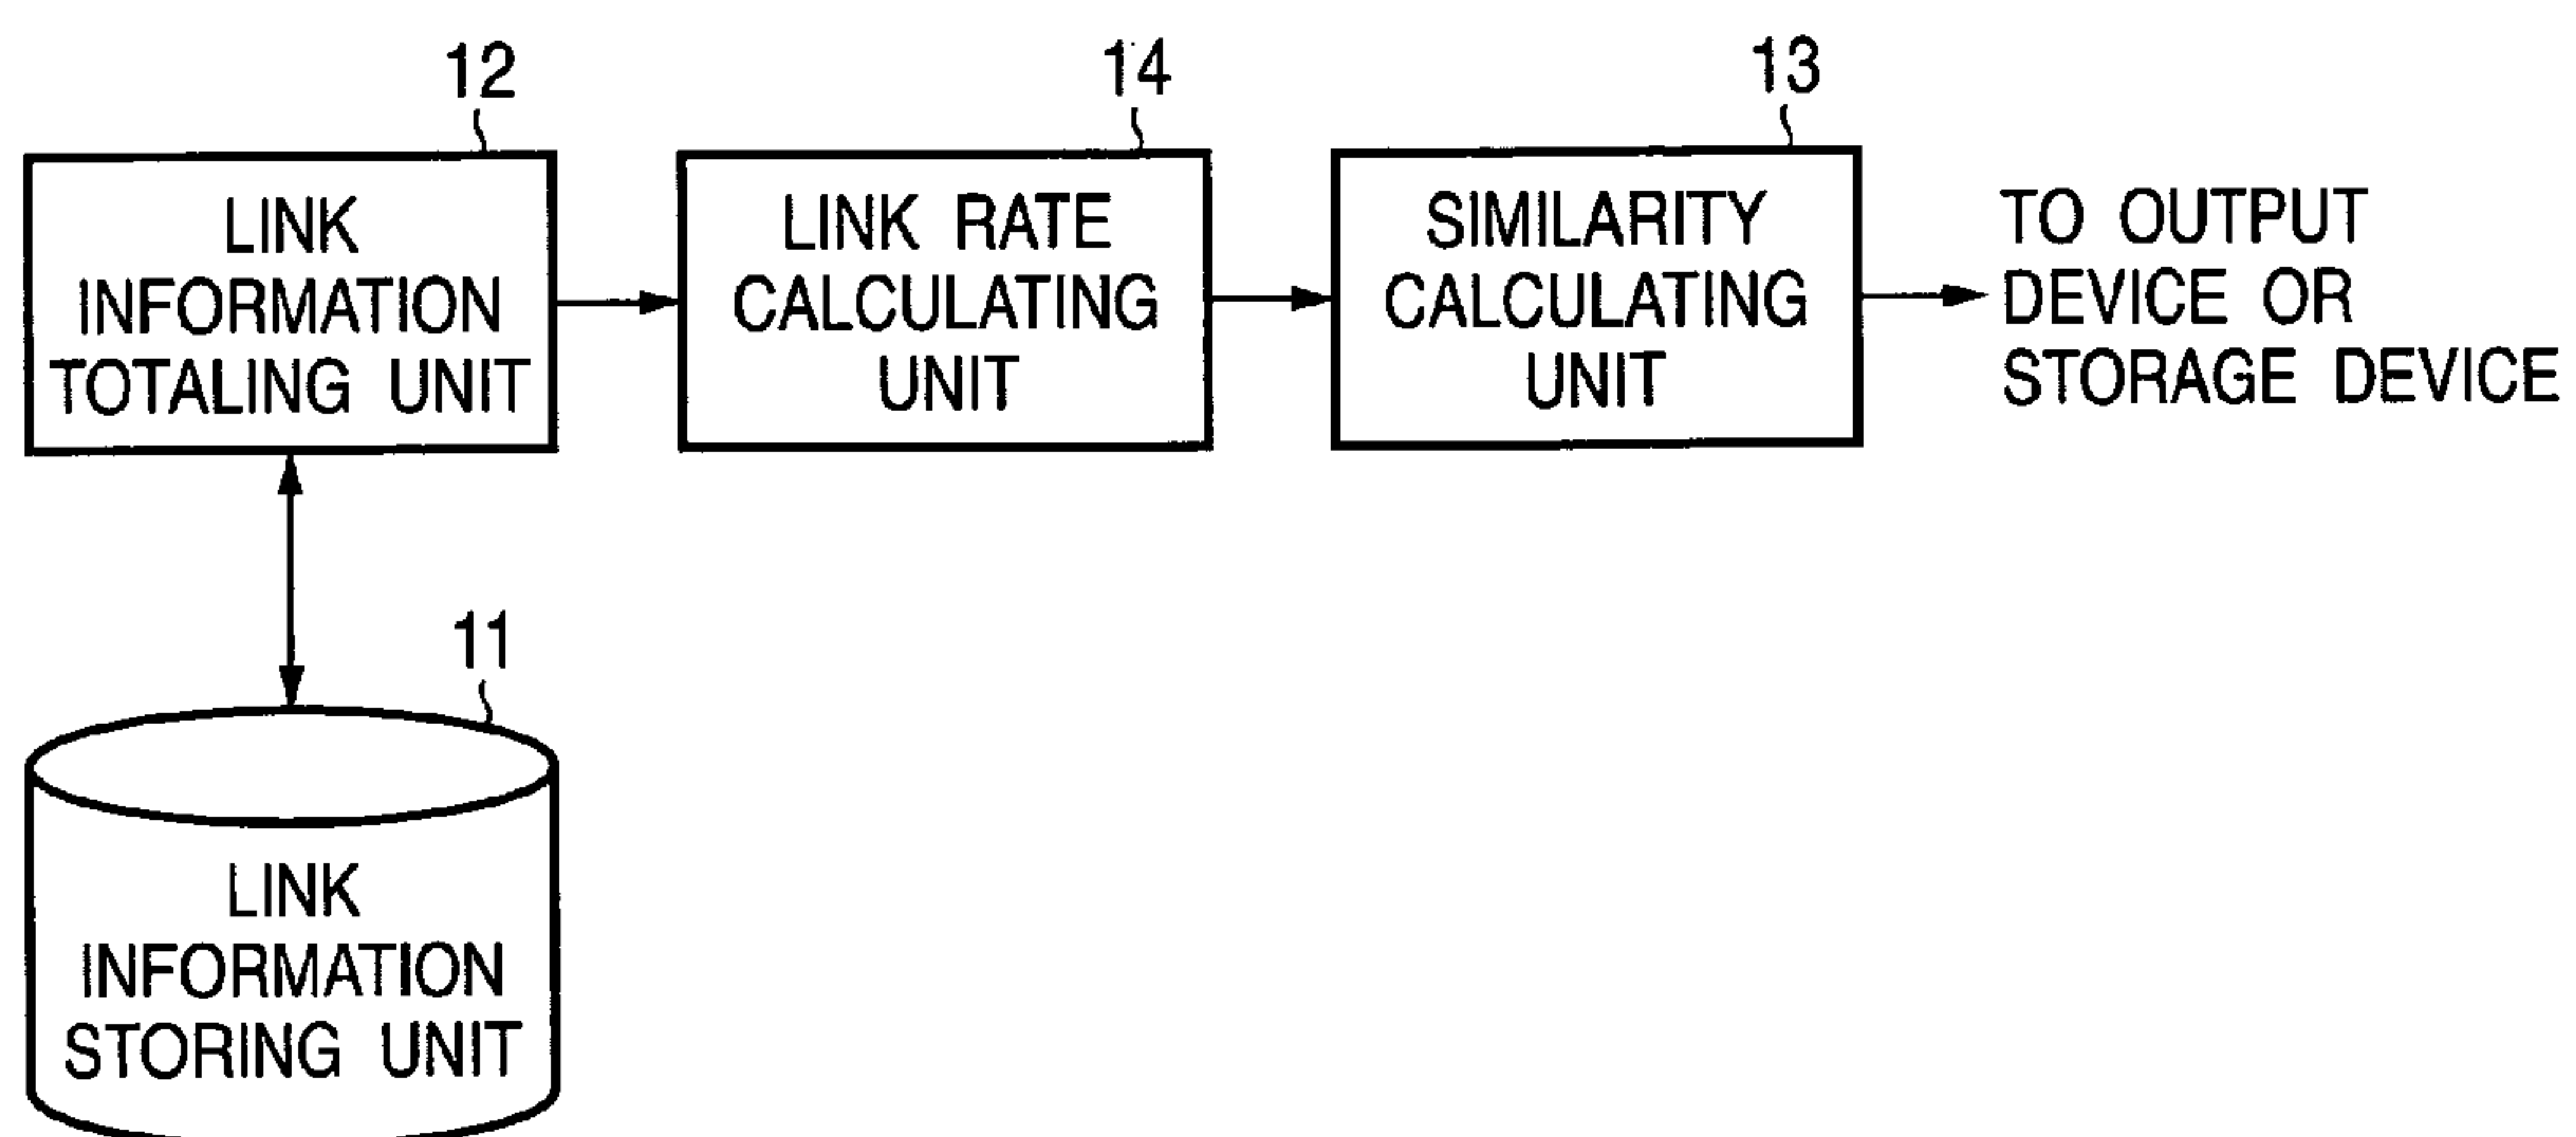 12
LINK
INFORMATION
TOTALING UNIT
14
LINK RATE
CALCULATING
UNIT
13
SIMILARITY
CALCULATING
UNIT
TO OUTPUT
DEVICE OR
STORAGE DEVICE
11
LINK
INFORMATION
STORING UNIT